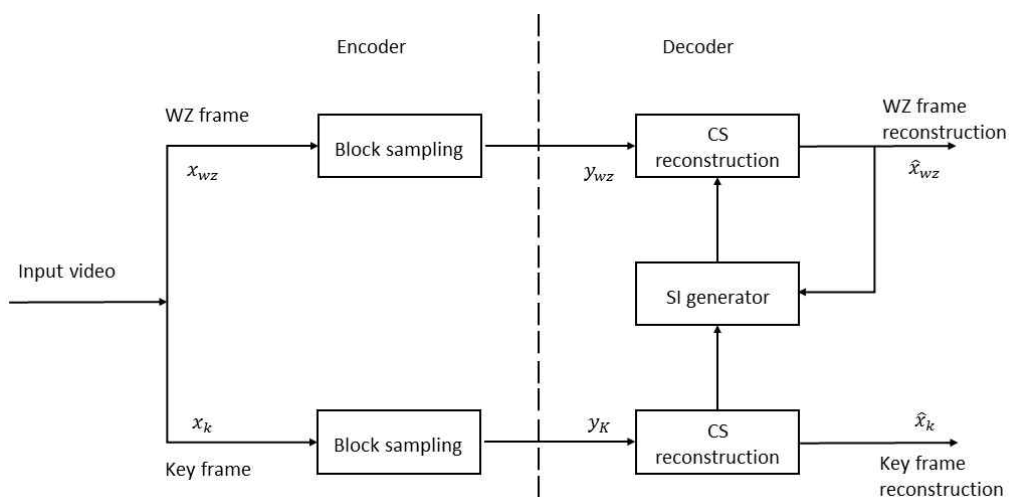 Encoder
Decoder
WZ frame
x_wz
Block sampling
y_wz
CS
reconstruction
WZ frame
reconstruction
x̂_wz
Input video
SI generator
x_k
Key frame
Block sampling
y_K
CS
reconstruction
x̂_k
Key frame
reconstruction